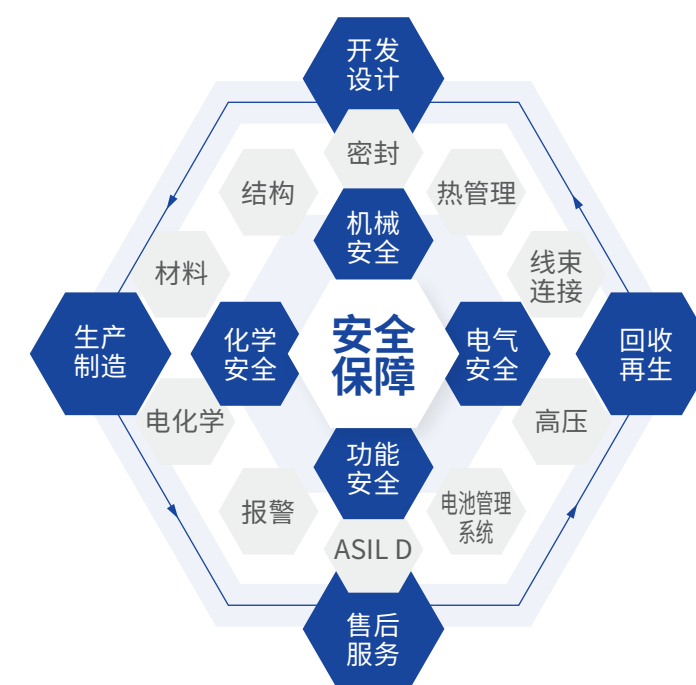 开发
设计
密封
结构
热管理
机械
安全
材料
线束
连接
生产
制造
化学
安全
安全
保障
电气
安全
回收
再生
电化学
高压
功能
安全
报警
电池管理
系统
ASIL D
售后
服务